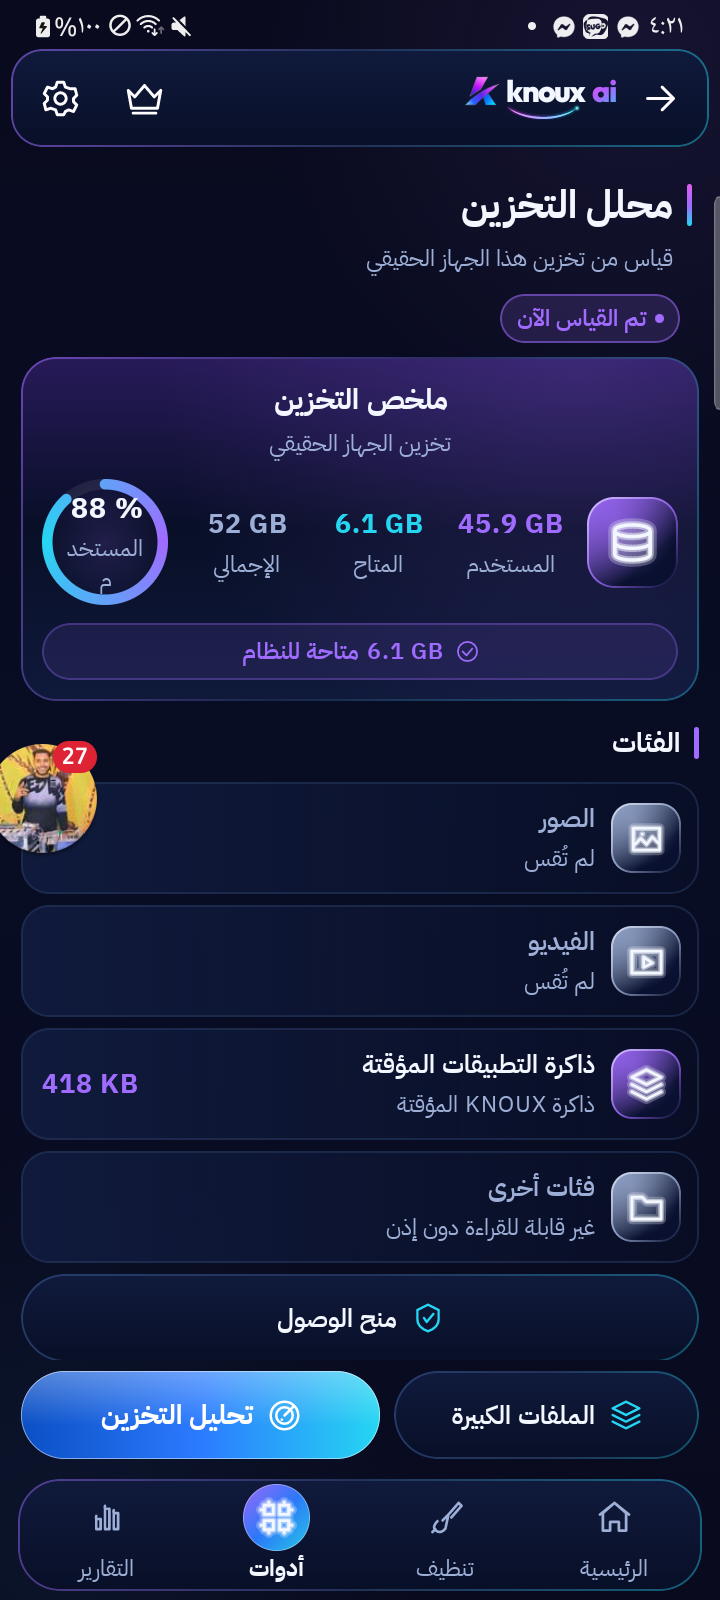 ٤:٢١
%١٠٠
knoux ai
محلل التخزين
قياس من تخزين هذا الجهاز الحقيقي
تم القياس الآن
ملخص التخزين
تخزين الجهاز الحقيقي
45.9 GB
المستخدم
6.1 GB
المتاح
52 GB
الإجمالي
88 %
المستخد
م
6.1 GB متاحة للنظام
الفئات
27
الصور
لم تُقس
الفيديو
لم تُقس
ذاكرة التطبيقات المؤقتة
ذاكرة KNOUX المؤقتة
418 KB
فئات أخرى
غير قابلة للقراءة دون إذن
منح الوصول
الملفات الكبيرة
تحليل التخزين
الرئيسية
تنظيف
أدوات
التقارير